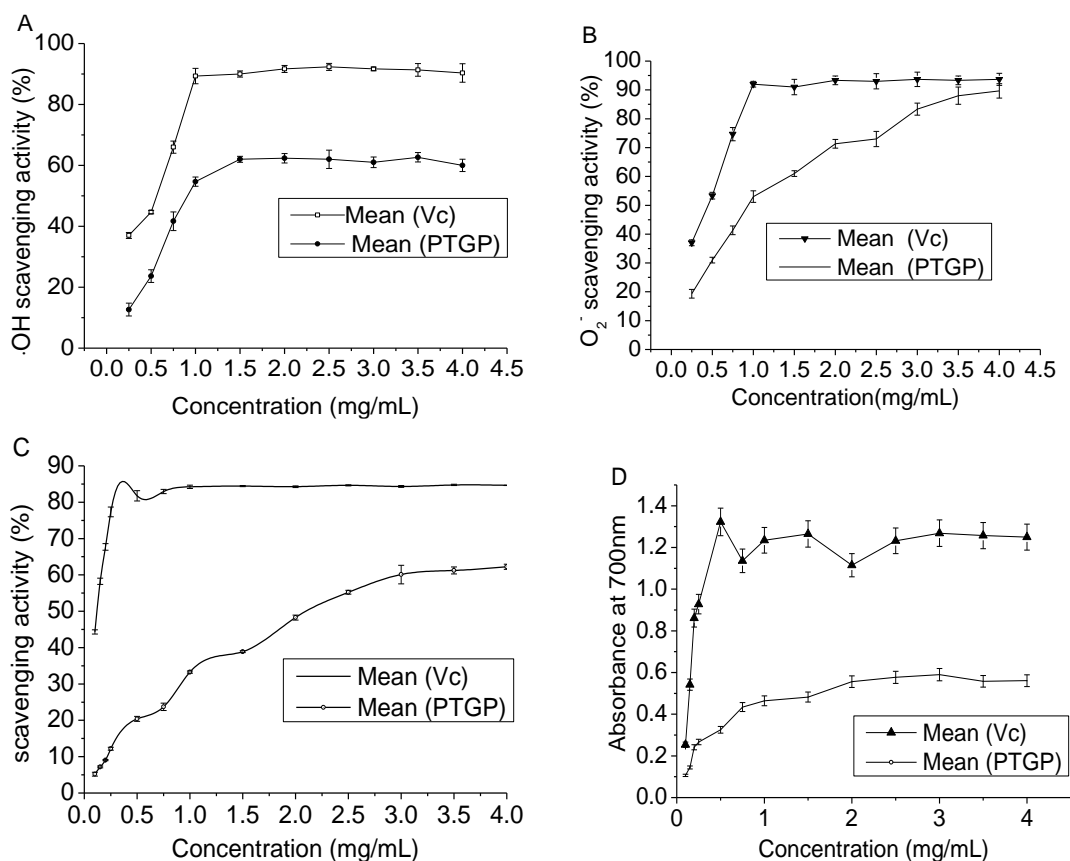 A
·OH scavenging activity (%)
100
80
60
40
20
0
Mean (Vc)
Mean (PTGP)
0.0 0.5 1.0 1.5 2.0 2.5 3.0 3.5 4.0 4.5
Concentration (mg/mL)
B
O2·- scavenging activity (%)
100
90
80
70
60
50
40
30
20
10
0
Mean (Vc)
Mean (PTGP)
0.0 0.5 1.0 1.5 2.0 2.5 3.0 3.5 4.0 4.5
Concentration(mg/mL)
C
scavenging activity (%)
90
80
70
60
50
40
30
20
10
0
Mean (Vc)
Mean (PTGP)
0.0 0.5 1.0 1.5 2.0 2.5 3.0 3.5 4.0
Concentration (mg/mL)
D
Absorbance at 700nm
1.4
1.2
1.0
0.8
0.6
0.4
0.2
0.0
Mean (Vc)
Mean (PTGP)
0 1 2 3 4
Concentration (mg/mL)